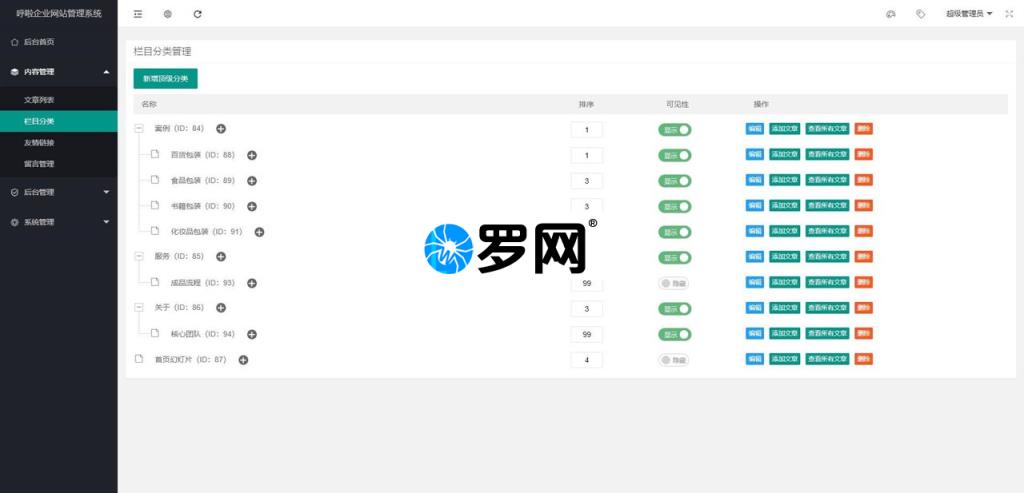 呼啦企业网站管理系统
超级管理员
后台首页
内容管理
文章列表
栏目分类
友情链接
留言管理
后台管理
系统管理
栏目分类管理
新增顶级分类
名称 排序 可见性 操作
案例（ID：84） 1 显示 编辑 添加文章 查看所有文章 删除
百货包装（ID：88） 1 显示 编辑 添加文章 查看所有文章 删除
食品包装（ID：89） 3 显示 编辑 添加文章 查看所有文章 删除
书籍包装（ID：90） 3 显示 编辑 添加文章 查看所有文章 删除
化妆品包装（ID：91） 显示 编辑 添加文章 查看所有文章 删除
罗网®
服务（ID：85） 显示 编辑 添加文章 查看所有文章 删除
成品流程（ID：93） 99 隐藏 编辑 添加文章 查看所有文章 删除
关于（ID：86） 3 显示 编辑 添加文章 查看所有文章 删除
核心团队（ID：94） 99 显示 编辑 添加文章 查看所有文章 删除
首页幻灯片（ID：87） 4 隐藏 编辑 添加文章 查看所有文章 删除